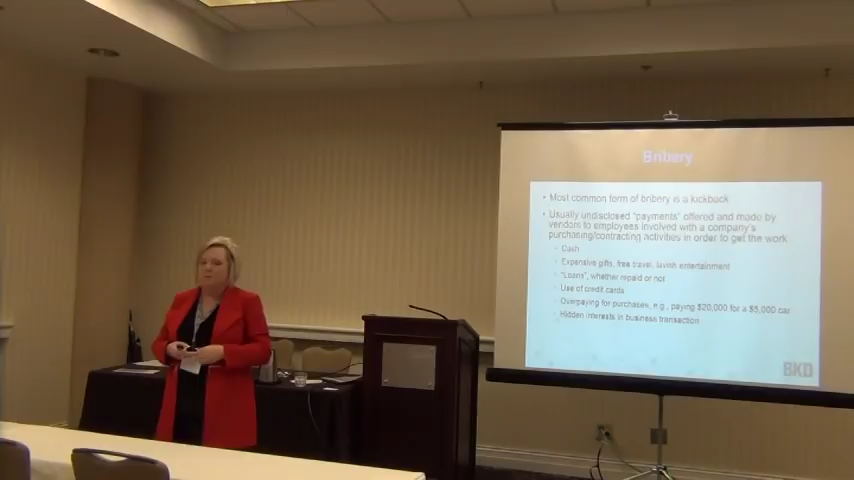 Bribery
• Most common form of bribery is a kickback
• Usually undisclosed "payments" offered and made by
vendors to employees involved with a company's
purchasing/contracting activities in order to get the work
• Cash
• Expensive gifts, free travel, lavish entertainment
• "Loans", whether repaid or not
• Use of credit cards
• Overpaying for purchases, e.g., paying $20,000 for a $5,000 car
• Hidden interests in business transaction
BKD